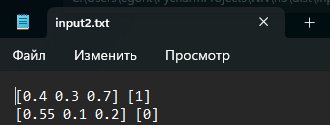 input2.txt
Файл Изменить Просмотр
[0.4 0.3 0.7] [1]
[0.55 0.1 0.2] [0]